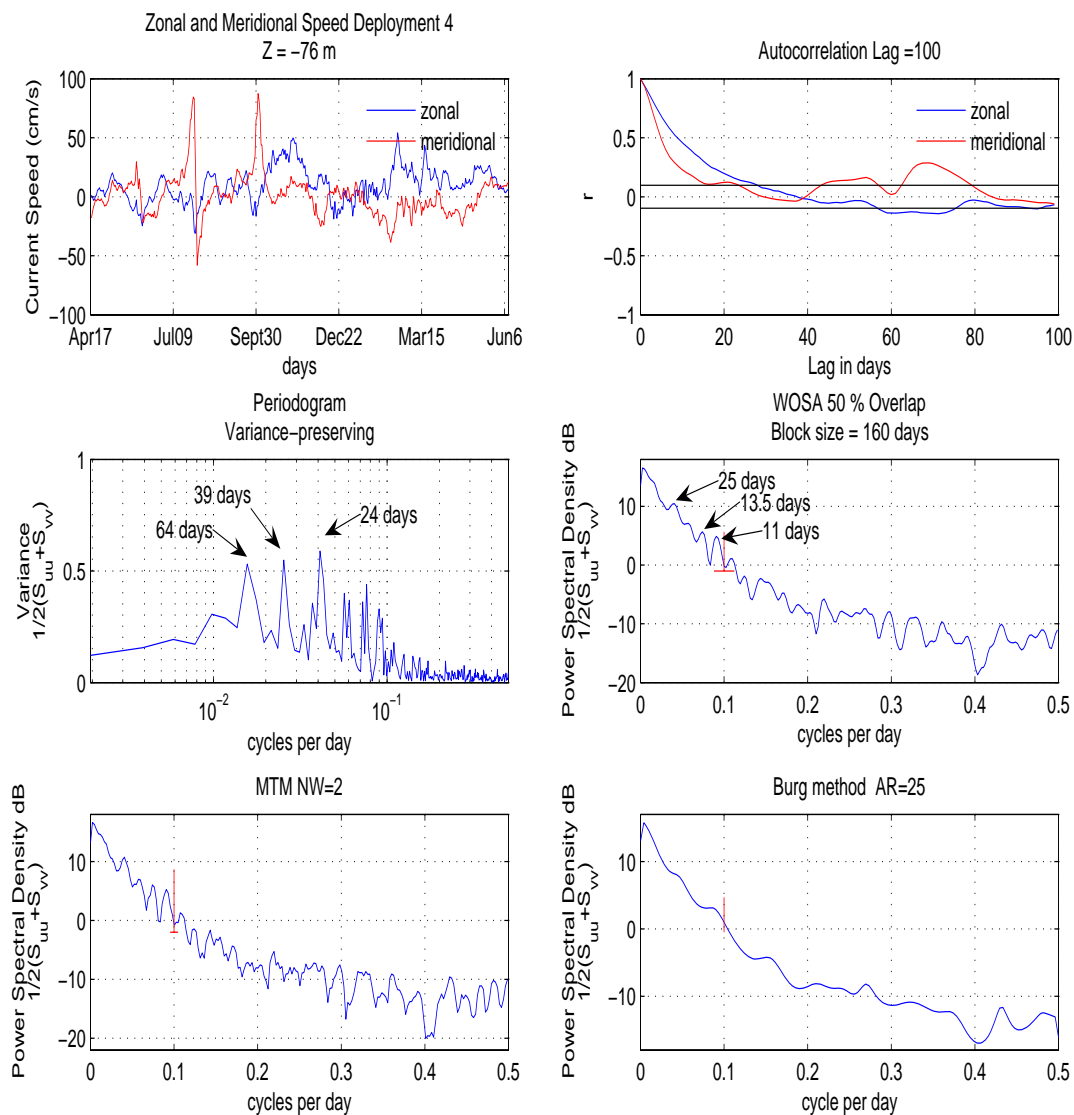 Zonal and Meridional Speed Deployment 4
Z = −76 m
Current Speed (cm/s)
100
50
0
−50
−100
zonal
meridional
Apr17 Jul09 Sept30 Dec22 Mar15 Jun6
days
Autocorrelation Lag =100
r
1
0.5
0
−0.5
−1
zonal
meridional
0 20 40 60 80 100
Lag in days
Periodogram
Variance−preserving
Variance
1/2(S_uu+S_vv)
1
0.5
0
39 days
64 days
24 days
10^−2 10^−1
cycles per day
WOSA 50 % Overlap
Block size = 160 days
Power Spectral Density dB
1/2(S_uu+S_vv)
10
0
−10
−20
25 days
13.5 days
11 days
0 0.1 0.2 0.3 0.4 0.5
cycles per day
MTM NW=2
Power Spectral Density dB
1/2(S_uu+S_vv)
10
0
−10
−20
0 0.1 0.2 0.3 0.4 0.5
cycles per day
Burg method AR=25
Power Spectral Density dB
1/2(S_uu+S_vv)
10
0
−10
0 0.1 0.2 0.3 0.4 0.5
cycle per day